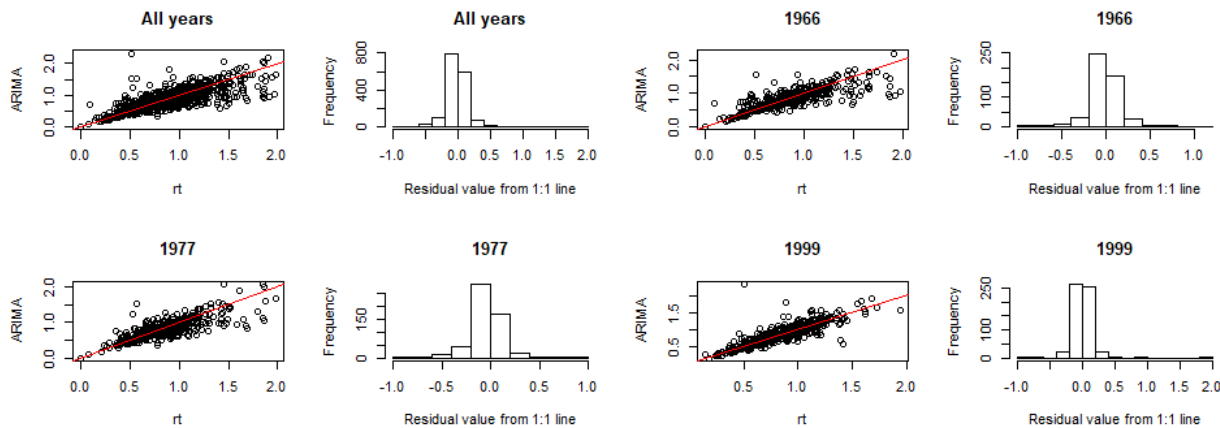 All years
ARIMA
0.0 1.0 2.0
0.0 0.5 1.0 1.5 2.0
rt
All years
Frequency
0 400 800
-1.0 0.0 0.5 1.0 1.5 2.0
Residual value from 1:1 line
1966
ARIMA
0.0 1.0 2.0
0.0 0.5 1.0 1.5 2.0
rt
1966
Frequency
0 100 250
-1.0 -0.5 0.0 0.5 1.0
Residual value from 1:1 line
1977
ARIMA
0.0 1.0 2.0
0.0 0.5 1.0 1.5 2.0
rt
1977
Frequency
0 150
-1.0 -0.5 0.0 0.5 1.0
Residual value from 1:1 line
1999
ARIMA
0.5 1.5
0.5 1.0 1.5 2.0
rt
1999
Frequency
0 100 250
-1.0 0.0 0.5 1.0 1.5 2.0
Residual value from 1:1 line